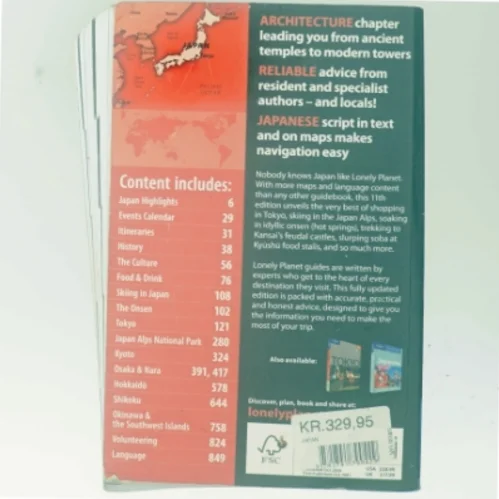 JAPAN
ARCHITECTURE chapter
leading you from ancient
temples to modern towers
RELIABLE advice from
resident and specialist
authors – and locals!
JAPANESE script in text
and on maps makes
navigation easy
Content includes:
Japan Highlights 6
Events Calendar 29
Itineraries 31
History 38
The Culture 56
Food & Drink 76
Skiing in Japan 108
The Onsen 102
Tokyo 121
Japan Alps National Park 280
Kyoto 324
Osaka & Nara 391, 417
Hokkaidō 578
Shikoku 644
Okinawa &
the Southwest Islands 758
Volunteering 824
Language 849
Nobody knows Japan like Lonely Planet.
With more maps and language content
than any other guidebook, this 11th
edition unveils the very best of shopping
in Tokyo, skiing in the Japan Alps, soaking
in idyllic onsen (hot springs), trekking to
Kansai's feudal castles, slurping soba at
Kyūshū food stalls, and so much more.
Lonely Planet guides are written by
experts who get to the heart of every
destination they visit. This fully updated
edition is packed with accurate, practical
and honest advice, designed to give you
the information you need to make the
most of your trip.
Also available:
TOKYO
Discover, plan, book and share at:
lonelyplan
KR.329,95
FSC